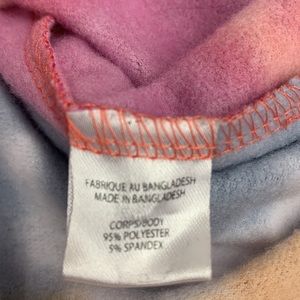 FABRIQUE AU BANGLADESH
MADE IN BANGLADESH
CORPS/BODY
95% POLYESTER
5% SPANDEX